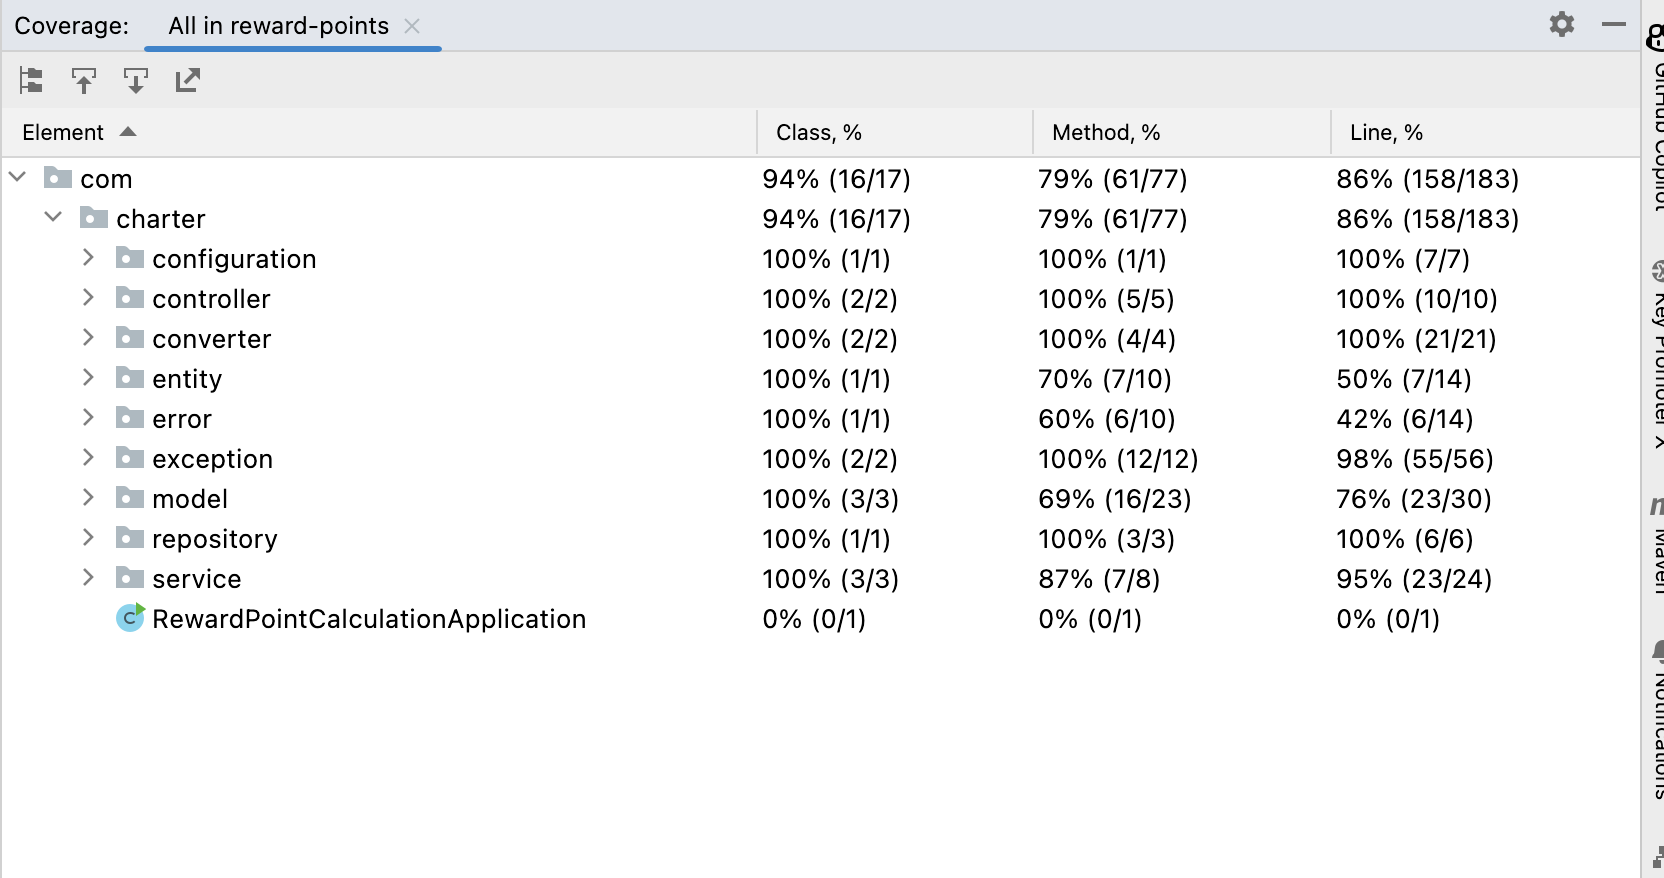 Coverage: All in reward-points
Element Class, % Method, % Line, %
com 94% (16/17) 79% (61/77) 86% (158/183)
charter 94% (16/17) 79% (61/77) 86% (158/183)
configuration 100% (1/1) 100% (1/1) 100% (7/7)
controller 100% (2/2) 100% (5/5) 100% (10/10)
converter 100% (2/2) 100% (4/4) 100% (21/21)
entity 100% (1/1) 70% (7/10) 50% (7/14)
error 100% (1/1) 60% (6/10) 42% (6/14)
exception 100% (2/2) 100% (12/12) 98% (55/56)
model 100% (3/3) 69% (16/23) 76% (23/30)
repository 100% (1/1) 100% (3/3) 100% (6/6)
service 100% (3/3) 87% (7/8) 95% (23/24)
C RewardPointCalculationApplication 0% (0/1) 0% (0/1) 0% (0/1)
GitHub Copilot
Key Promoter X
Maven
Notifications